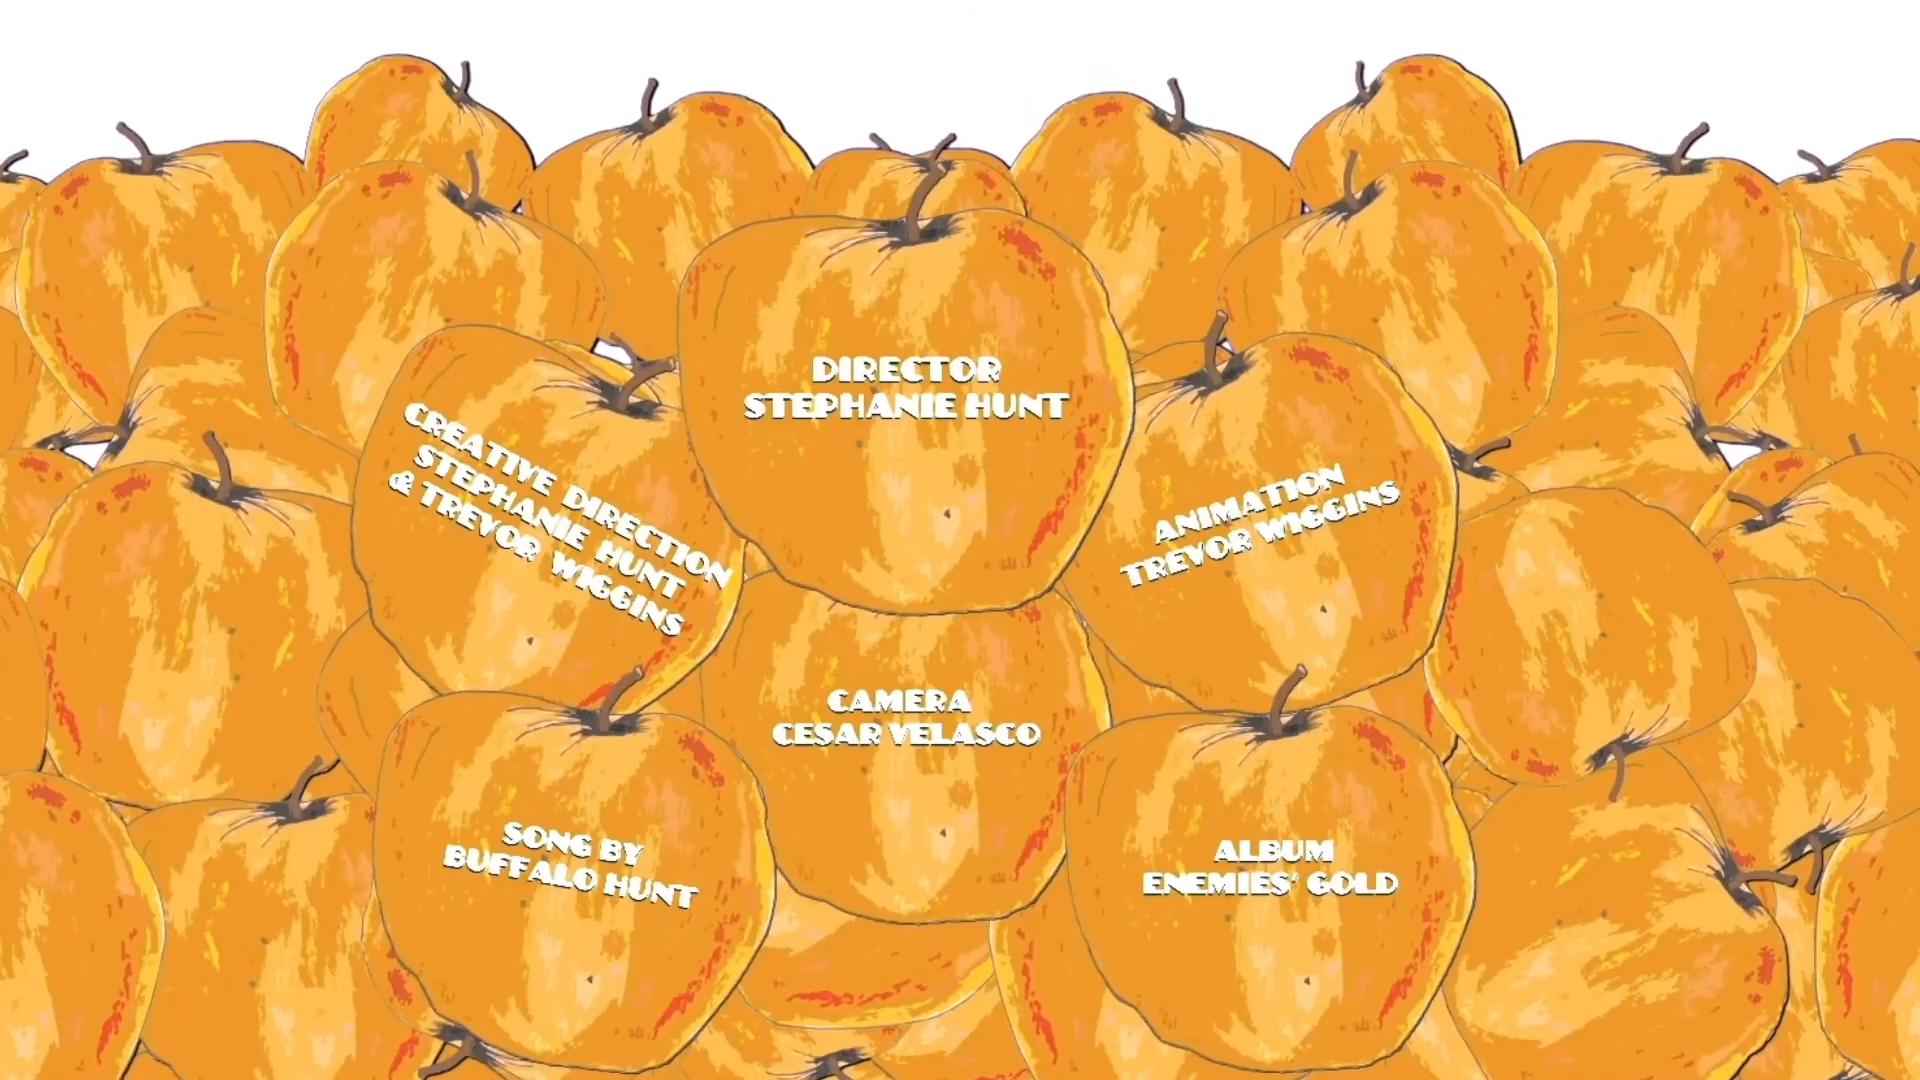 DIRECTOR
STEPHANIE HUNT
CREATIVE DIRECTION
STEPHANIE HUNT
& TREVOR WIGGINS
ANIMATION
TREVOR WIGGINS
CAMERA
CESAR VELASCO
SONG BY
BUFFALO HUNT
ALBUM
ENEMIES' GOLD